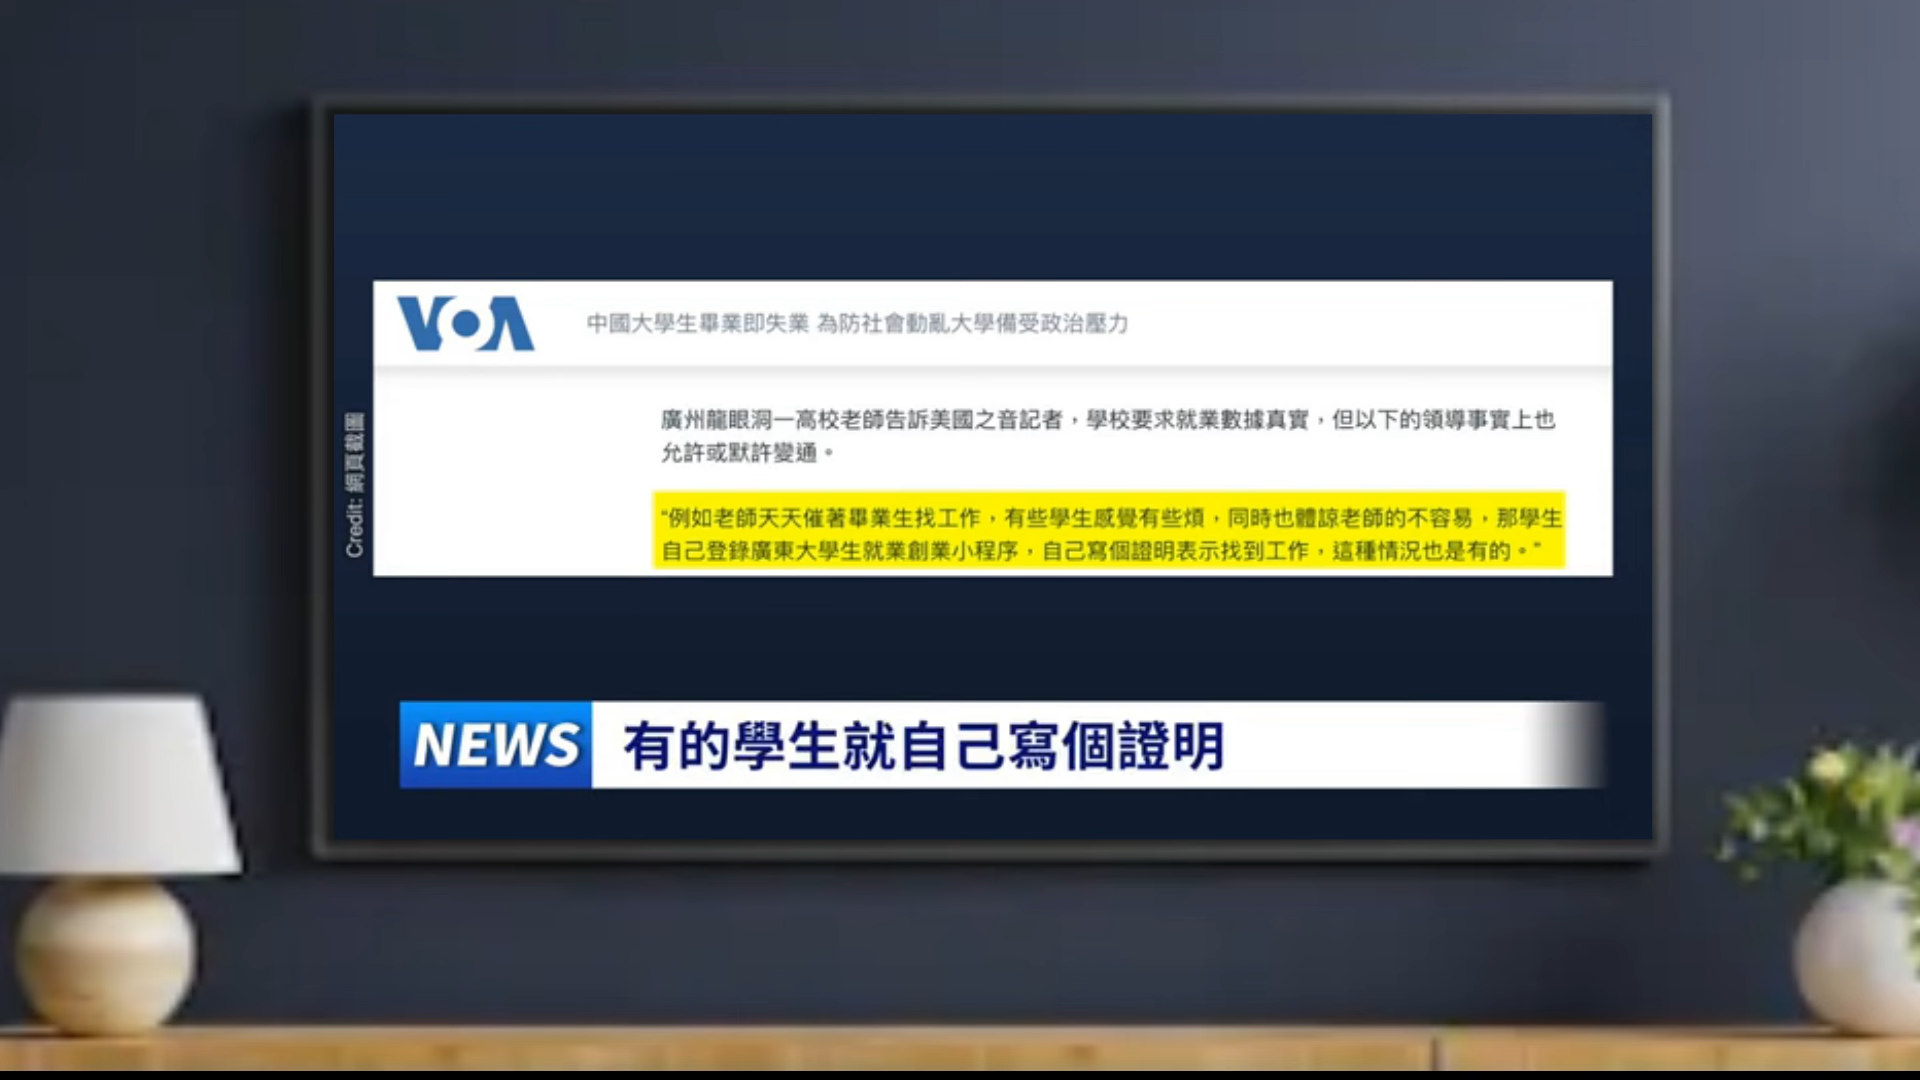 VOA
中國大學生畢業即失業 為防社會動亂大學備受政治壓力
廣州龍眼洞一高校老師告訴美國之音記者，學校要求就業數據真實，但以下的領導事實上也
允許或默許變通。
“例如老師天天催著畢業生找工作，有些學生感覺有些煩，同時也體諒老師的不容易，那學生
自己登錄廣東大學生就業創業小程序，自己寫個證明表示找到工作，這種情況也是有的。”
Credit: 網頁截圖
NEWS 有的學生就自己寫個證明